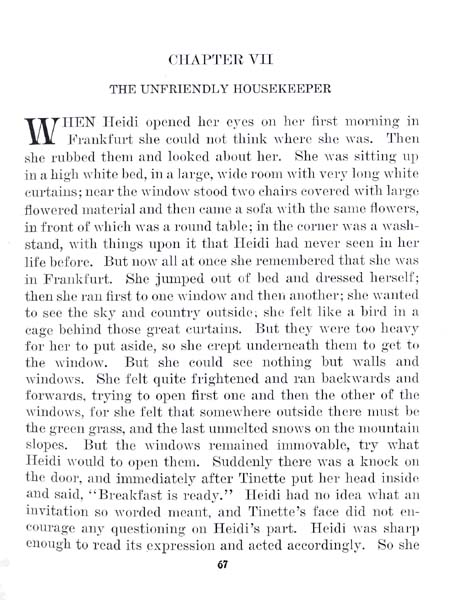 CHAPTER VII
THE UNFRIENDLY HOUSEKEEPER
WHEN Heidi opened her eyes on her first morning in
Frankfurt she could not think where she was. Then
she rubbed them and looked about her. She was sitting up
in a high white bed, in a large, wide room with very long white
curtains; near the window stood two chairs covered with large
flowered material and then came a sofa with the same flowers,
in front of which was a round table; in the corner was a wash-
stand, with things upon it that Heidi had never seen in her
life before. But now all at once she remembered that she was
in Frankfurt. She jumped out of bed and dressed herself;
then she ran first to one window and then another; she wanted
to see the sky and country outside; she felt like a bird in a
cage behind those great curtains. But they were too heavy
for her to put aside, so she crept underneath them to get to
the window. But she could see nothing but walls and
windows. She felt quite frightened and ran backwards and
forwards, trying to open first one and then the other of the
windows, for she felt that somewhere outside there must be
the green grass, and the last unmelted snows on the mountain
slopes. But the windows remained immovable, try what
Heidi would to open them. Suddenly there was a knock on
the door, and immediately after Tinette put her head inside
and said, "Breakfast is ready." Heidi had no idea what an
invitation so worded meant, and Tinette's face did not en-
courage any questioning on Heidi's part. Heidi was sharp
enough to read its expression and acted accordingly. So she
67